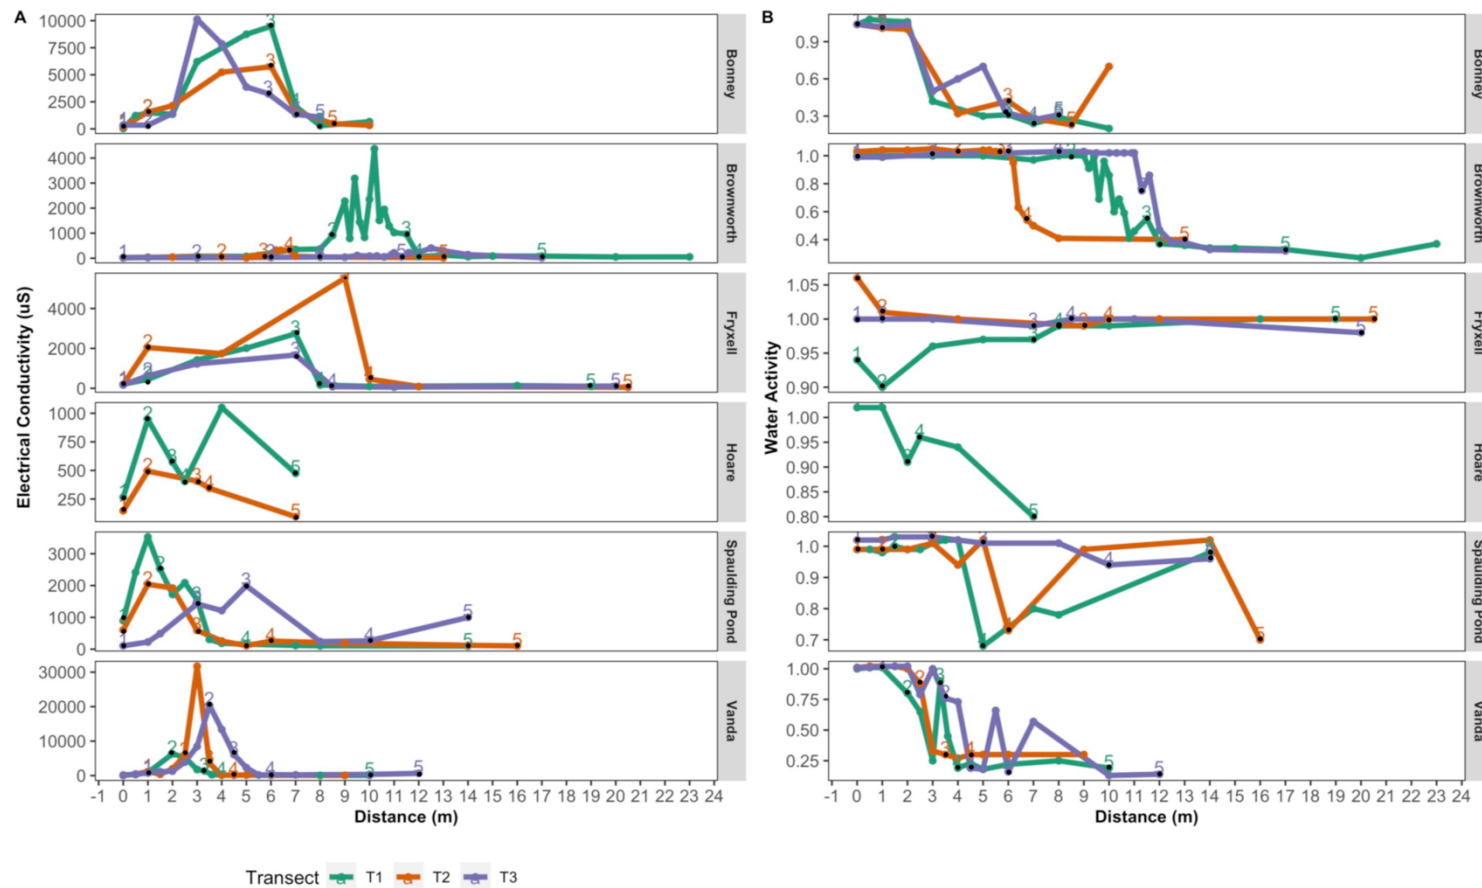 A
B
10000
7500
5000
2500
0
Bonney
4000
3000
2000
1000
0
Brownworth
4000
2000
0
Fryxell
1000
750
500
250
Hoare
3000
2000
1000
0
Spaulding Pond
30000
20000
10000
0
Vanda
Electrical Conductivity (uS)
-1 0 1 2 3 4 5 6 7 8 9 10 11 12 13 14 15 16 17 18 19 20 21 22 23 24
Distance (m)
0.9
0.6
0.3
Bonney
1.0
0.8
0.6
0.4
Brownworth
1.05
1.00
0.95
0.90
Fryxell
1.00
0.95
0.90
0.85
0.80
Hoare
1.0
0.9
0.8
0.7
Spaulding Pond
1.00
0.75
0.50
0.25
Vanda
Water Activity
-1 0 1 2 3 4 5 6 7 8 9 10 11 12 13 14 15 16 17 18 19 20 21 22 23 24
Distance (m)
Transect a T1 a T2 a T3